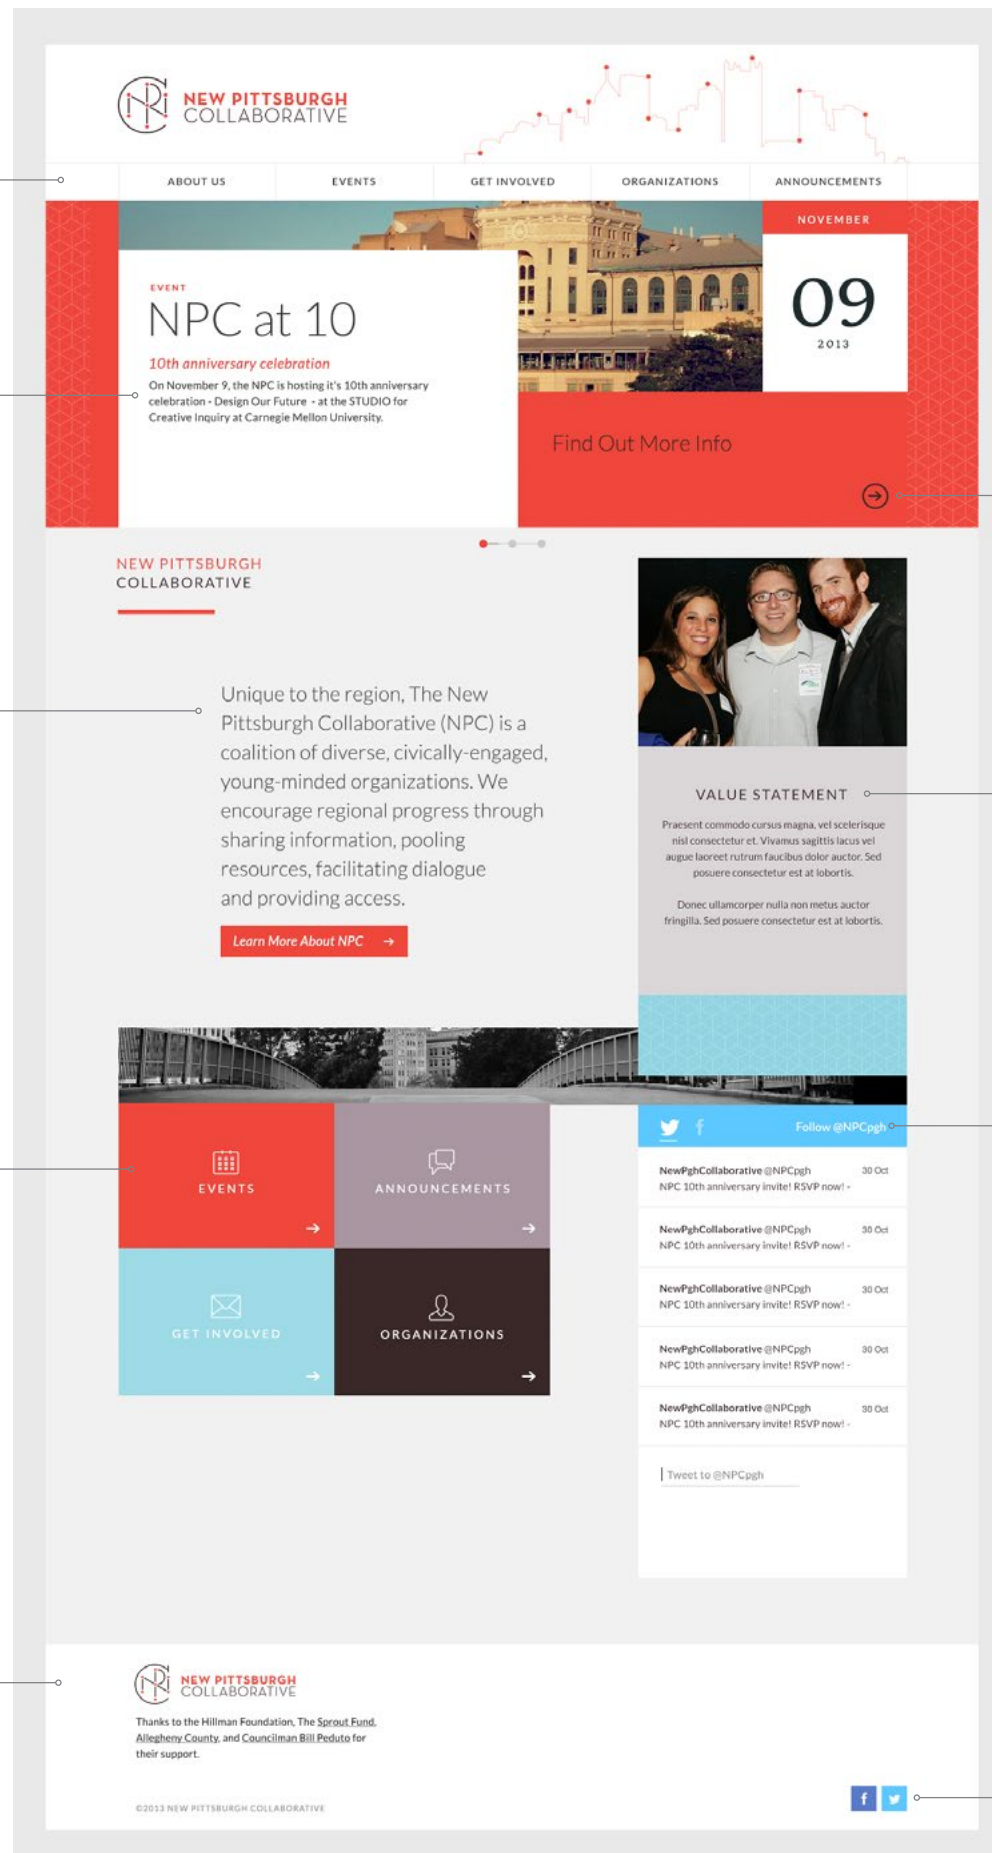 NEW PITTSBURGH
COLLABORATIVE
ABOUT US
EVENTS
GET INVOLVED
ORGANIZATIONS
ANNOUNCEMENTS
EVENT
NPC at 10
10th anniversary celebration
On November 9, the NPC is hosting it's 10th anniversary
celebration - Design Our Future - at the STUDIO for
Creative Inquiry at Carnegie Mellon University.
NOVEMBER
09
2013
Find Out More Info
NEW PITTSBURGH
COLLABORATIVE
Unique to the region, The New
Pittsburgh Collaborative (NPC) is a
coalition of diverse, civically-engaged,
young-minded organizations. We
encourage regional progress through
sharing information, pooling
resources, facilitating dialogue
and providing access.
Learn More About NPC
VALUE STATEMENT
Praesent commodo cursus magna, vel scelerisque
nisl consectetur et. Vivamus sagittis lacus vel
augue laoreet rutrum faucibus dolor auctor. Sed
posuere consectetur est at lobortis.
Donec ullamcorper nulla non metus auctor
fringilla. Sed posuere consectetur est at lobortis.
EVENTS
ANNOUNCEMENTS
GET INVOLVED
ORGANIZATIONS
Follow @NPCpgh
NewPghCollaborative @NPCpgh 30 Oct
NPC 10th anniversary invite! RSVP now! -
NewPghCollaborative @NPCpgh 30 Oct
NPC 10th anniversary invite! RSVP now! -
NewPghCollaborative @NPCpgh 30 Oct
NPC 10th anniversary invite! RSVP now! -
NewPghCollaborative @NPCpgh 30 Oct
NPC 10th anniversary invite! RSVP now! -
NewPghCollaborative @NPCpgh 30 Oct
NPC 10th anniversary invite! RSVP now! -
Tweet to @NPCpgh
NEW PITTSBURGH
COLLABORATIVE
Thanks to the Hillman Foundation, The Sprout Fund,
Allegheny County, and Councilman Bill Peduto for
their support.
©2013 NEW PITTSBURGH COLLABORATIVE